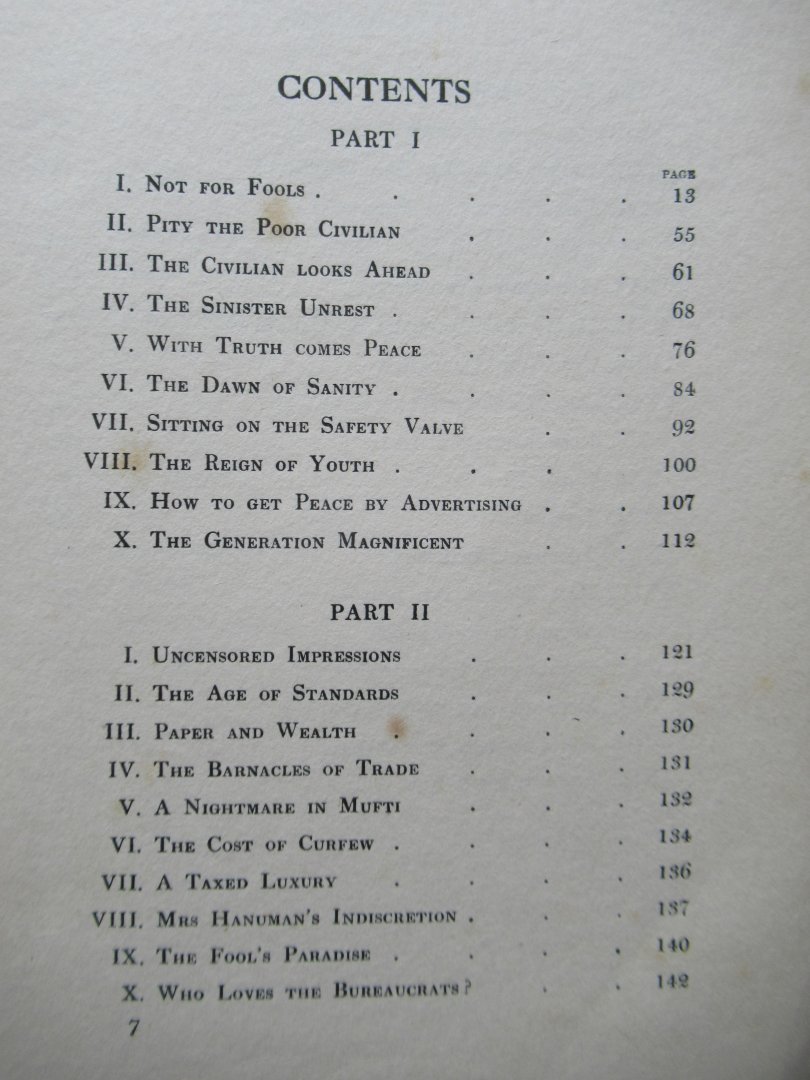 CONTENTS
PART I
PAGE
I. Not for Fools . . . . . 13
II. Pity the Poor Civilian . . . 55
III. The Civilian looks Ahead . . . 61
IV. The Sinister Unrest . . . . 68
V. With Truth comes Peace . . . 76
VI. The Dawn of Sanity . . . . 84
VII. Sitting on the Safety Valve . . 92
VIII. The Reign of Youth . . . 100
IX. How to get Peace by Advertising . . 107
X. The Generation Magnificent . . 112
PART II
I. Uncensored Impressions . . . 121
II. The Age of Standards . . . 129
III. Paper and Wealth . . . . 130
IV. The Barnacles of Trade . . . 131
V. A Nightmare in Mufti . . . 132
VI. The Cost of Curfew . . . . 134
VII. A Taxed Luxury . . . . 136
VIII. Mrs Hanuman's Indiscretion . . . 137
IX. The Fool's Paradise . . . . 140
X. Who Loves the Bureaucrats? . . 142
7